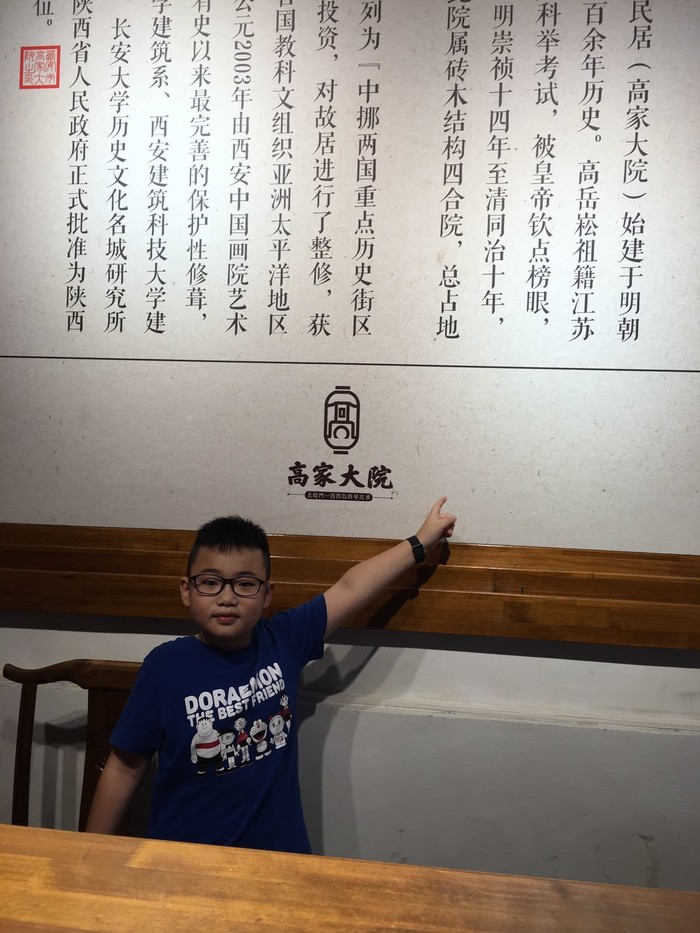 民居（高家大院）始建于明朝
百余年历史。高岳崧祖籍江苏
科举考试，被皇帝钦点榜眼，
明崇祯十四年至清同治十年，
院属砖木结构四合院，总占地
列为『中挪两国重点历史街区
投资，对故居进行了整修，获
国教科文组织亚洲太平洋地区
公元2003年由西安中国画院艺术
有史以来最完善的保护性修葺，
学建筑系、西安建筑科技大学建
长安大学历史文化名城研究所
陕西省人民政府正式批准为陕西
位。
高
高家大院
DORAEMON
THE BEST FRIEND